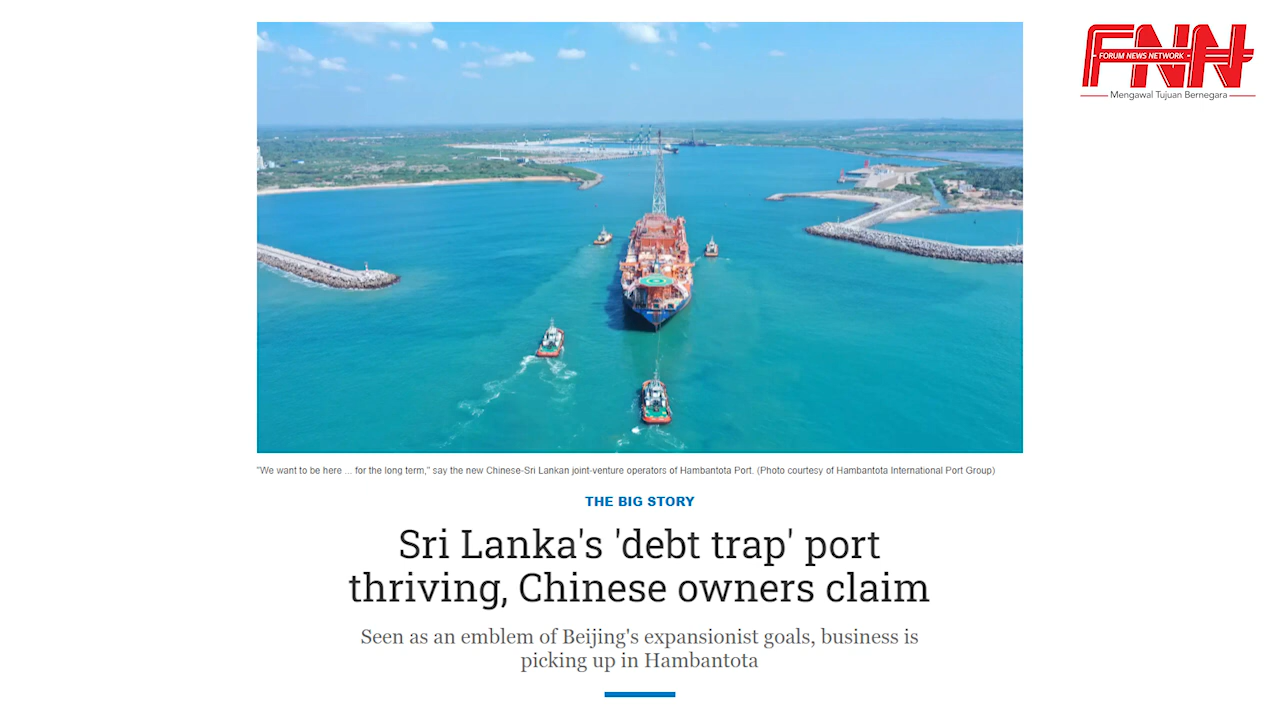 FNN
FORUM NEWS NETWORK
Mengawal Tujuan Bernegara
"We want to be here ... for the long term," say the new Chinese-Sri Lankan joint-venture operators of Hambantota Port. (Photo courtesy of Hambantota International Port Group)
THE BIG STORY
Sri Lanka's 'debt trap' port
thriving, Chinese owners claim
Seen as an emblem of Beijing's expansionist goals, business is
picking up in Hambantota